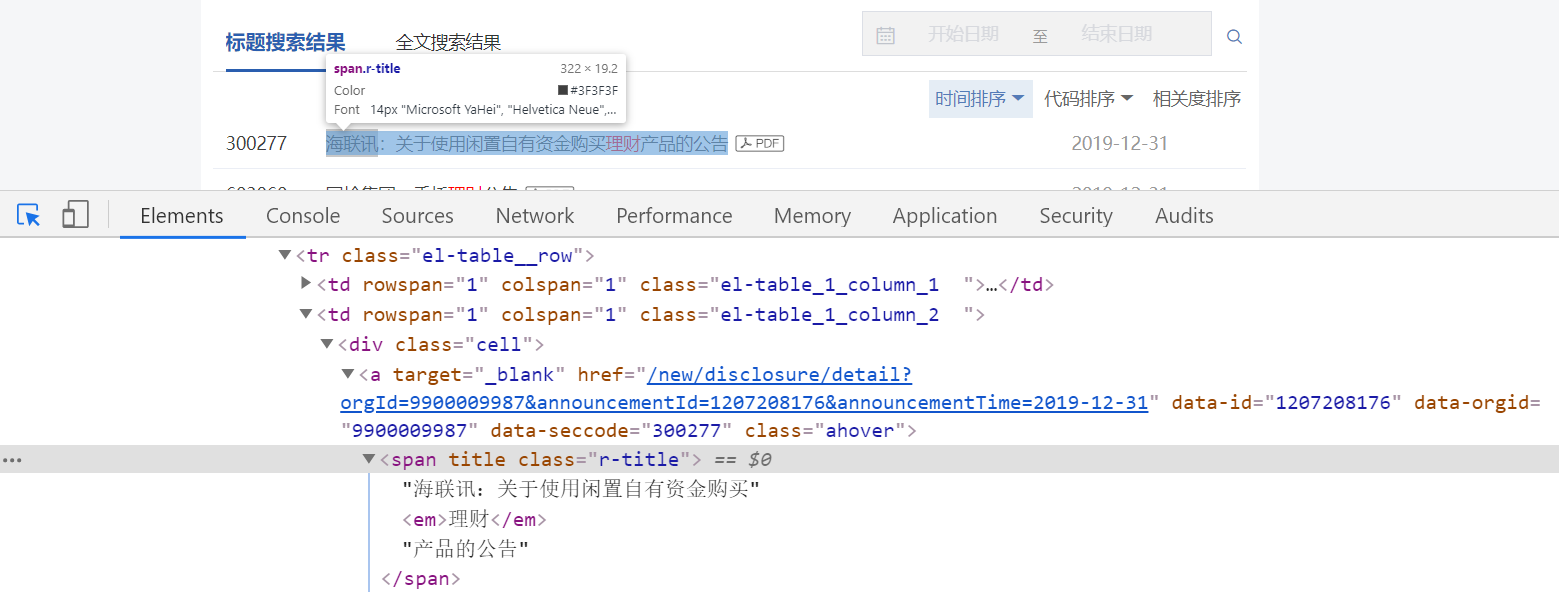 标题搜索结果 全文搜索结果 开始日期 至 结束日期
span.r-title 322 × 19.2
Color #3F3F3F
Font 14px "Microsoft YaHei", "Helvetica Neue",...
时间排序 代码排序 相关度排序
300277 海联讯：关于使用闲置自有资金购买理财产品的公告 PDF 2019-12-31
Elements Console Sources Network Performance Memory Application Security Audits
<tr class="el-table__row">
<td rowspan="1" colspan="1" class="el-table_1_column_1  ">…</td>
<td rowspan="1" colspan="1" class="el-table_1_column_2  ">
<div class="cell">
<a target="_blank" href="/new/disclosure/detail?
orgId=9900009987&announcementId=1207208176&announcementTime=2019-12-31" data-id="1207208176" data-orgid=
"9900009987" data-seccode="300277" class="ahover">
<span title class="r-title"> == $0
"海联讯：关于使用闲置自有资金购买"
<em>理财</em>
"产品的公告"
</span>